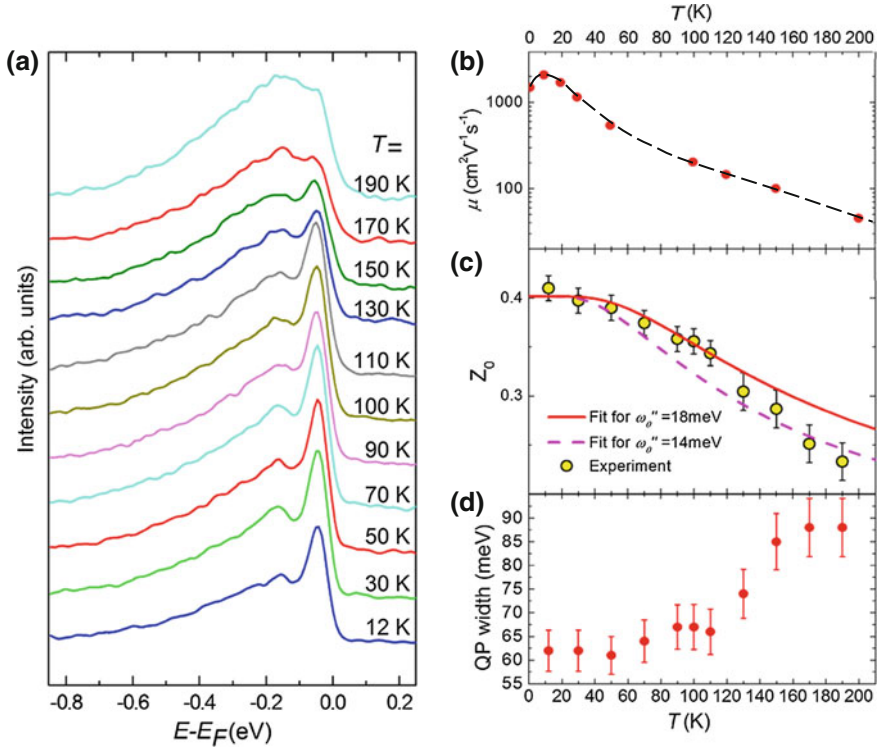 (a)
T=
190 K
170 K
150 K
130 K
110 K
100 K
90 K
70 K
50 K
30 K
12 K
Intensity (arb. units)
-0.8 -0.6 -0.4 -0.2 0.0 0.2
E-E_F(eV)
T(K)
0 20 40 60 80 100 120 140 160 180 200
(b)
1000
100
μ (cm²V⁻¹s⁻¹)
(c)
0.4
0.3
Z₀
Fit for ω₀''=18meV
Fit for ω₀''=14meV
Experiment
(d)
90
85
80
75
70
65
60
55
QP width (meV)
0 20 40 60 80 100 120 140 160 180 200
T(K)